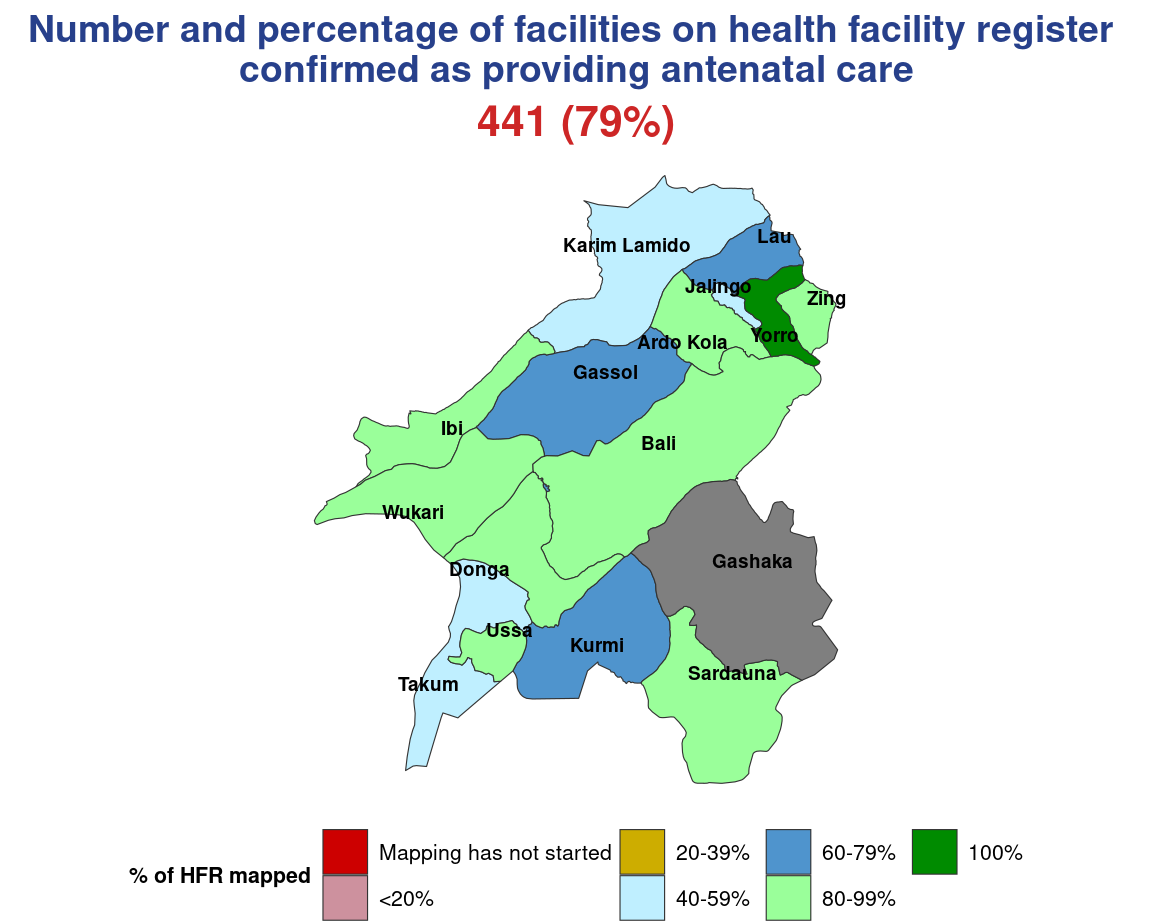 Number and percentage of facilities on health facility register
confirmed as providing antenatal care
441 (79%)
Karim Lamido
Lau
Jalingo
Zing
Yorro
Ardo Kola
Gassol
Ibi
Bali
Wukari
Gashaka
Donga
Ussa
Kurmi
Sardauna
Takum
% of HFR mapped
Mapping has not started
<20%
20-39%
40-59%
60-79%
80-99%
100%